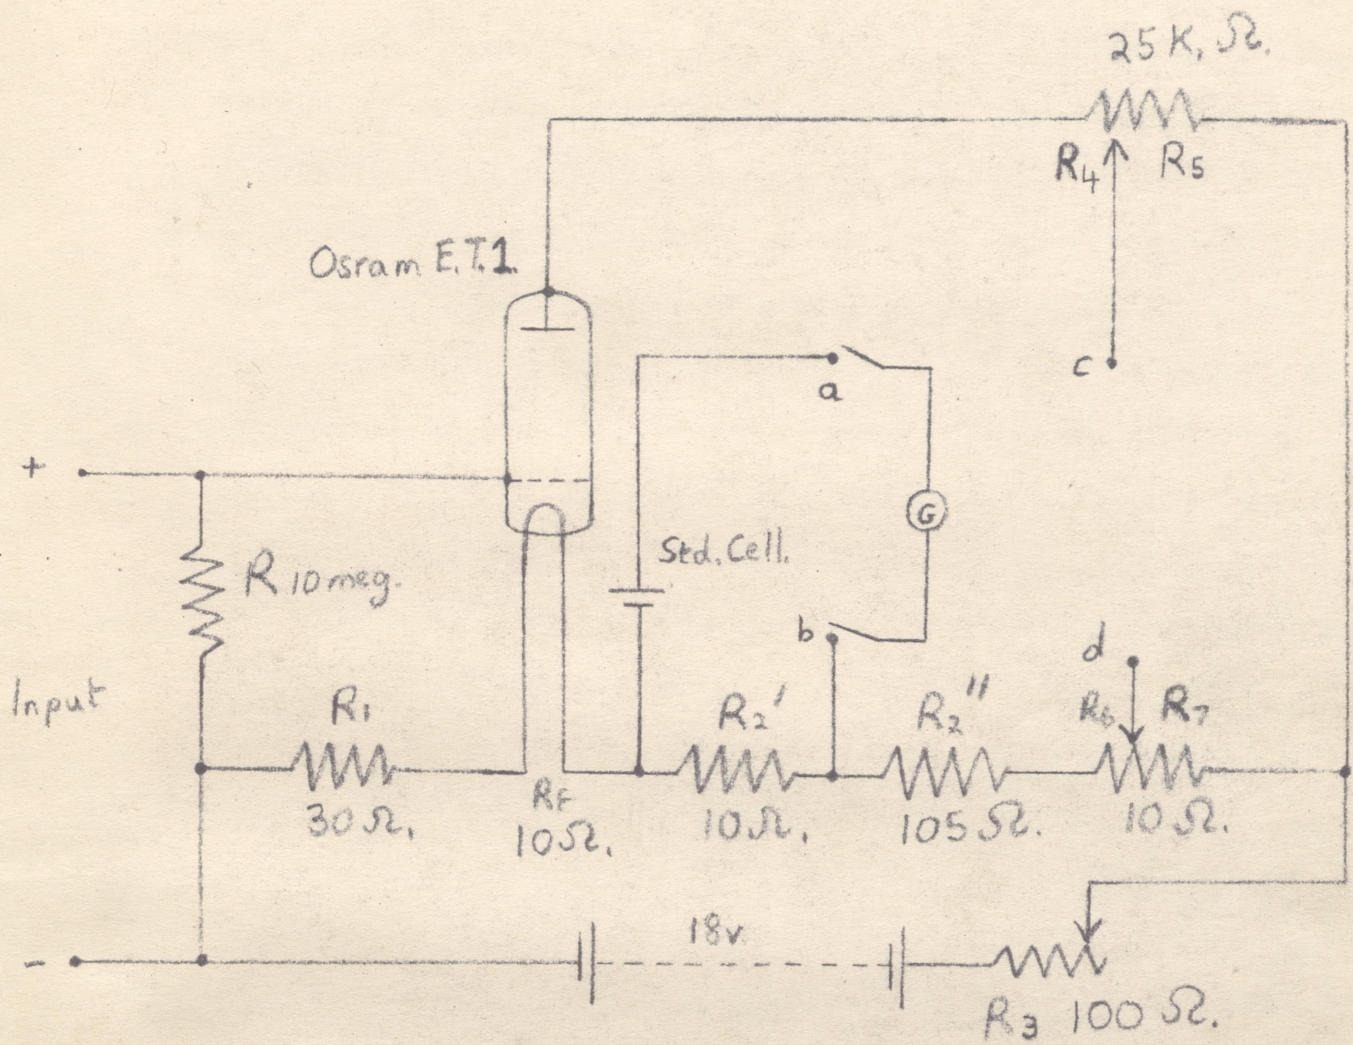 25 K, Ω.
R4 R5
Osram E.T.1.
c
a
+
G
Std. Cell.
R 10 meg.
b
d
Input
R1
R2'
R2"
R6 R7
30 Ω.
RF
10 Ω.
10 Ω.
105 Ω.
10 Ω.
18v.
-
R3 100 Ω.